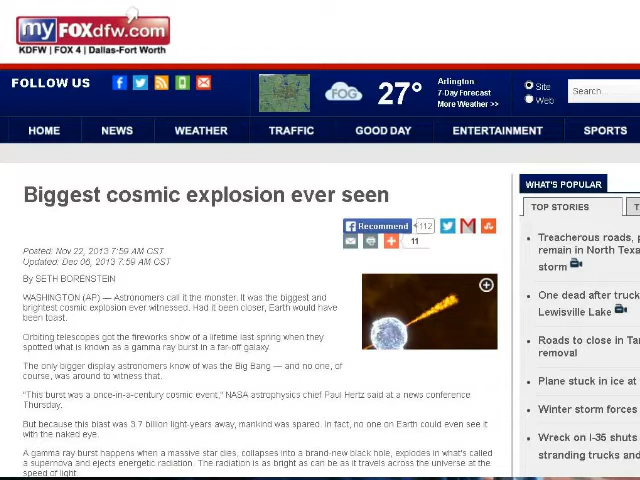 myFOXdfw.com
KDFW | FOX 4 | Dallas-Fort Worth
FOLLOW US
FOG
27°
Arlington
7-Day Forecast
More Weather >>
Site
Web
Search...
HOME
NEWS
WEATHER
TRAFFIC
GOOD DAY
ENTERTAINMENT
SPORTS
Biggest cosmic explosion ever seen
Recommend
112
11
Posted: Nov 22, 2013 7:59 AM CST
Updated: Dec 06, 2013 7:59 AM CST
By SETH BORENSTEIN
WASHINGTON (AP) — Astronomers call it the monster. It was the biggest and
brightest cosmic explosion ever witnessed. Had it been closer, Earth would have
been toast.
Orbiting telescopes got the fireworks show of a lifetime last spring when they
spotted what is known as a gamma ray burst in a far-off galaxy.
The only bigger display astronomers know of was the Big Bang — and no one, of
course, was around to witness that.
"This burst was a once-in-a-century cosmic event," NASA astrophysics chief Paul Hertz said at a news conference
Thursday.
But because this blast was 3.7 billion light-years away, mankind was spared. In fact, no one on Earth could even see it
with the naked eye.
A gamma ray burst happens when a massive star dies, collapses into a brand-new black hole, explodes in what's called
a supernova and ejects energetic radiation. The radiation is as bright as can be as it travels across the universe at the
speed of light.
WHAT'S POPULAR
TOP STORIES
Treacherous roads,
remain in North Texa
storm
One dead after truck
Lewisville Lake
Roads to close in Tar
removal
Plane stuck in ice at
Winter storm forces
Wreck on I-35 shuts
stranding trucks and